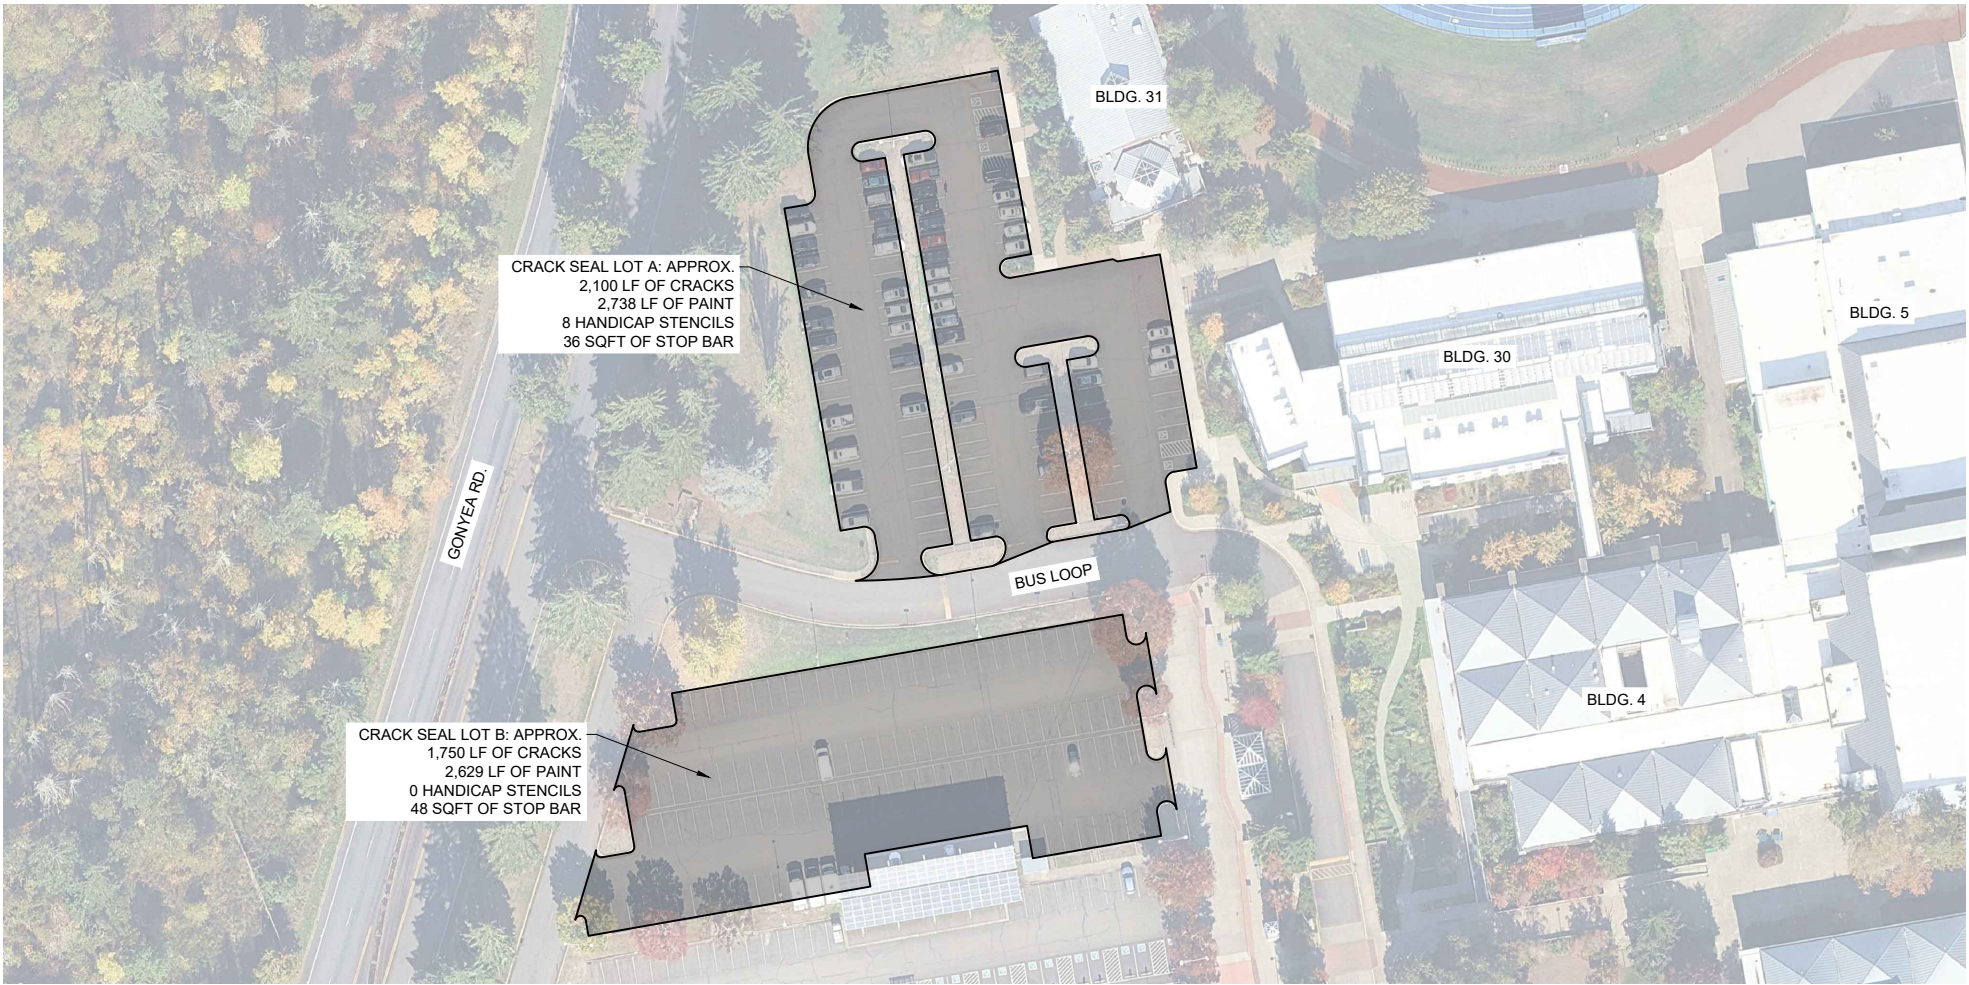 BLDG. 31
CRACK SEAL LOT A: APPROX.
2,100 LF OF CRACKS
2,738 LF OF PAINT
8 HANDICAP STENCILS
36 SQFT OF STOP BAR
BLDG. 5
BLDG. 30
GONYEA RD.
BUS LOOP
BLDG. 4
CRACK SEAL LOT B: APPROX.
1,750 LF OF CRACKS
2,629 LF OF PAINT
0 HANDICAP STENCILS
48 SQFT OF STOP BAR